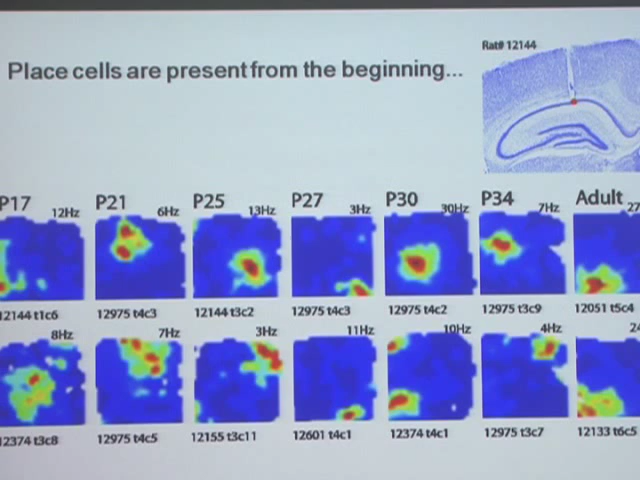 Rat# 12144
Place cells are present from the beginning...
P17 P21 P25 P27 P30 P34 Adult
12Hz 6Hz 13Hz 3Hz 30Hz 7Hz 27
12144 t1c6 12975 t4c3 12144 t3c2 12975 t4c3 12975 t4c2 12975 t3c9 12051 t5c4
8Hz 7Hz 3Hz 11Hz 10Hz 4Hz 24
12374 t3c8 12975 t4c5 12155 t3c11 12601 t4c1 12374 t4c1 12975 t3c7 12133 t6c5